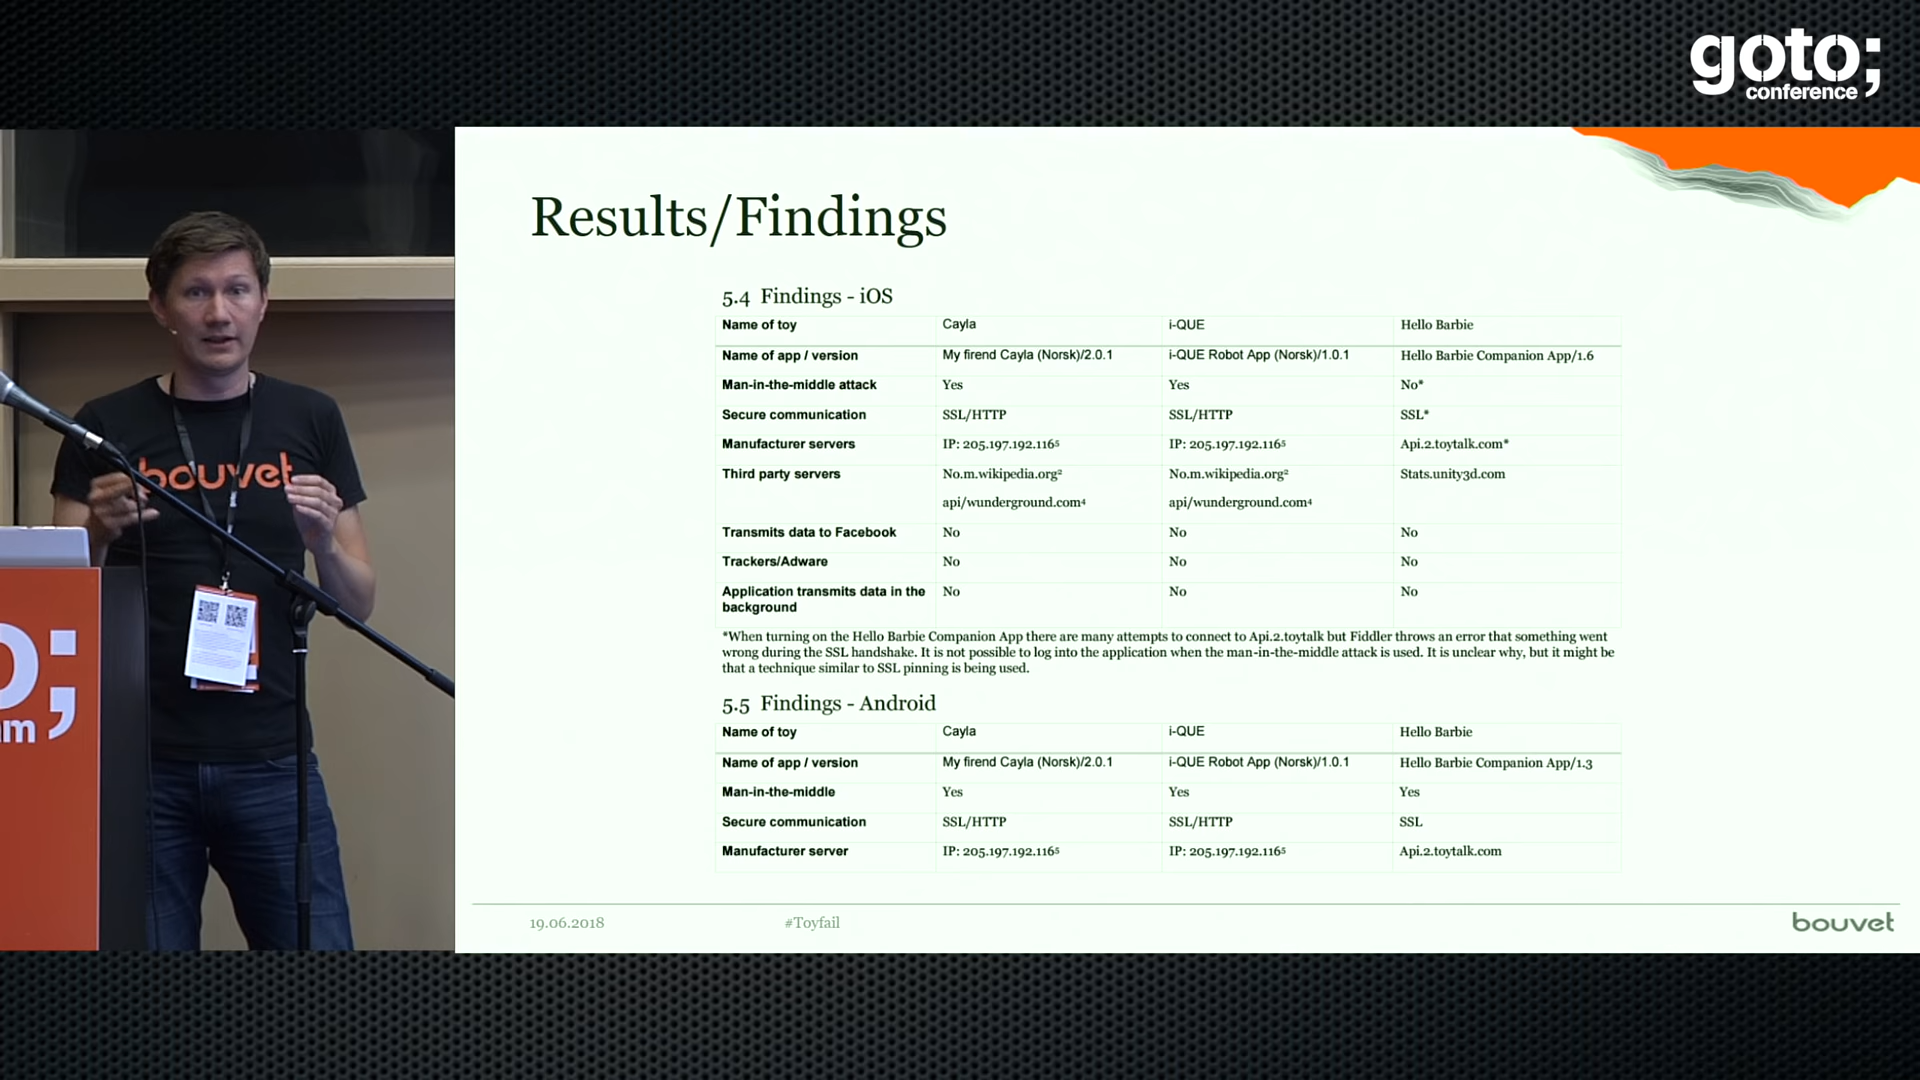 goto;
conference
Results/Findings
5.4 Findings - iOS
Name of toy Cayla i-QUE Hello Barbie
Name of app / version My firend Cayla (Norsk)/2.0.1 i-QUE Robot App (Norsk)/1.0.1 Hello Barbie Companion App/1.6
Man-in-the-middle attack Yes Yes No*
Secure communication SSL/HTTP SSL/HTTP SSL*
Manufacturer servers IP: 205.197.192.116⁵ IP: 205.197.192.116⁵ Api.2.toytalk.com*
Third party servers No.m.wikipedia.org² No.m.wikipedia.org² Stats.unity3d.com
api/wunderground.com⁴ api/wunderground.com⁴
Transmits data to Facebook No No No
Trackers/Adware No No No
Application transmits data in the No No No
background
*When turning on the Hello Barbie Companion App there are many attempts to connect to Api.2.toytalk but Fiddler throws an error that something went
wrong during the SSL handshake. It is not possible to log into the application when the man-in-the-middle attack is used. It is unclear why, but it might be
that a technique similar to SSL pinning is being used.
5.5 Findings - Android
Name of toy Cayla i-QUE Hello Barbie
Name of app / version My firend Cayla (Norsk)/2.0.1 i-QUE Robot App (Norsk)/1.0.1 Hello Barbie Companion App/1.3
Man-in-the-middle Yes Yes Yes
Secure communication SSL/HTTP SSL/HTTP SSL
Manufacturer server IP: 205.197.192.116⁵ IP: 205.197.192.116⁵ Api.2.toytalk.com
19.06.2018 #Toyfail bouvet
bouvet
o;
m